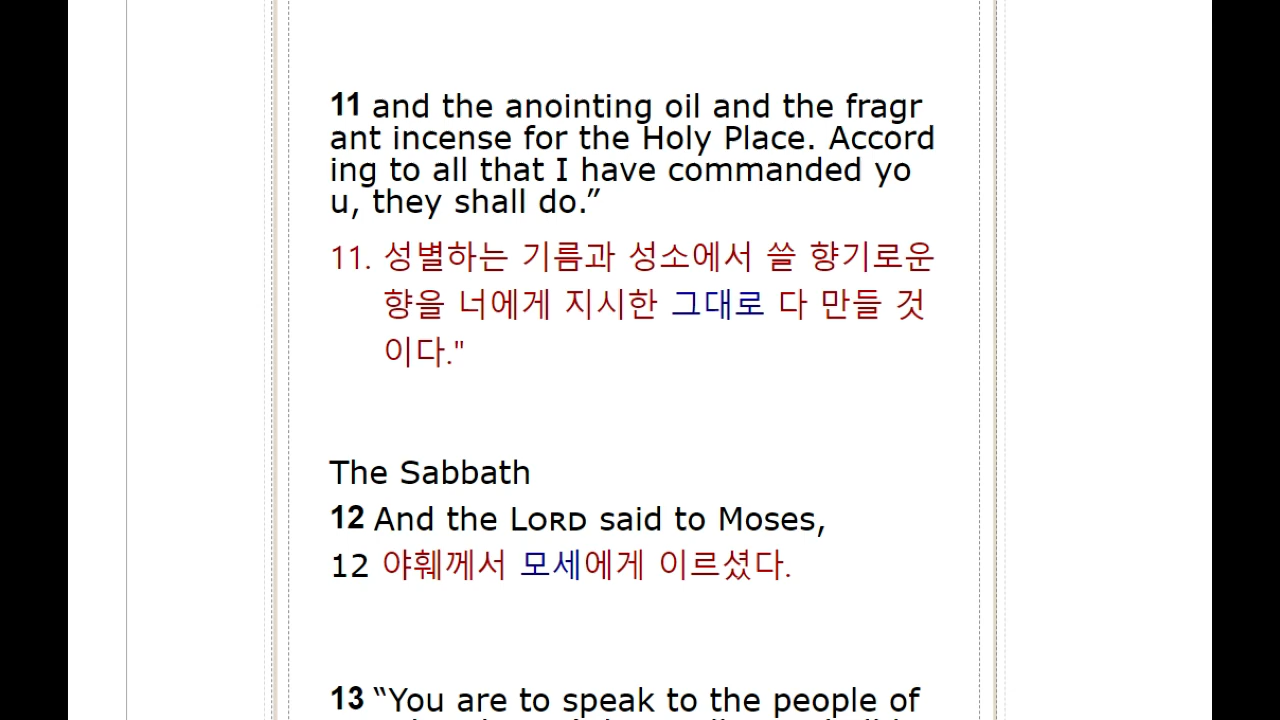 11 and the anointing oil and the fragr
ant incense for the Holy Place. Accord
ing to all that I have commanded yo
u, they shall do.”
11. 성별하는 기름과 성소에서 쓸 향기로운
향을 너에게 지시한 그대로 다 만들 것
이다."
The Sabbath
12 And the LORD said to Moses,
12 야훼께서 모세에게 이르셨다.
13 “You are to speak to the people of